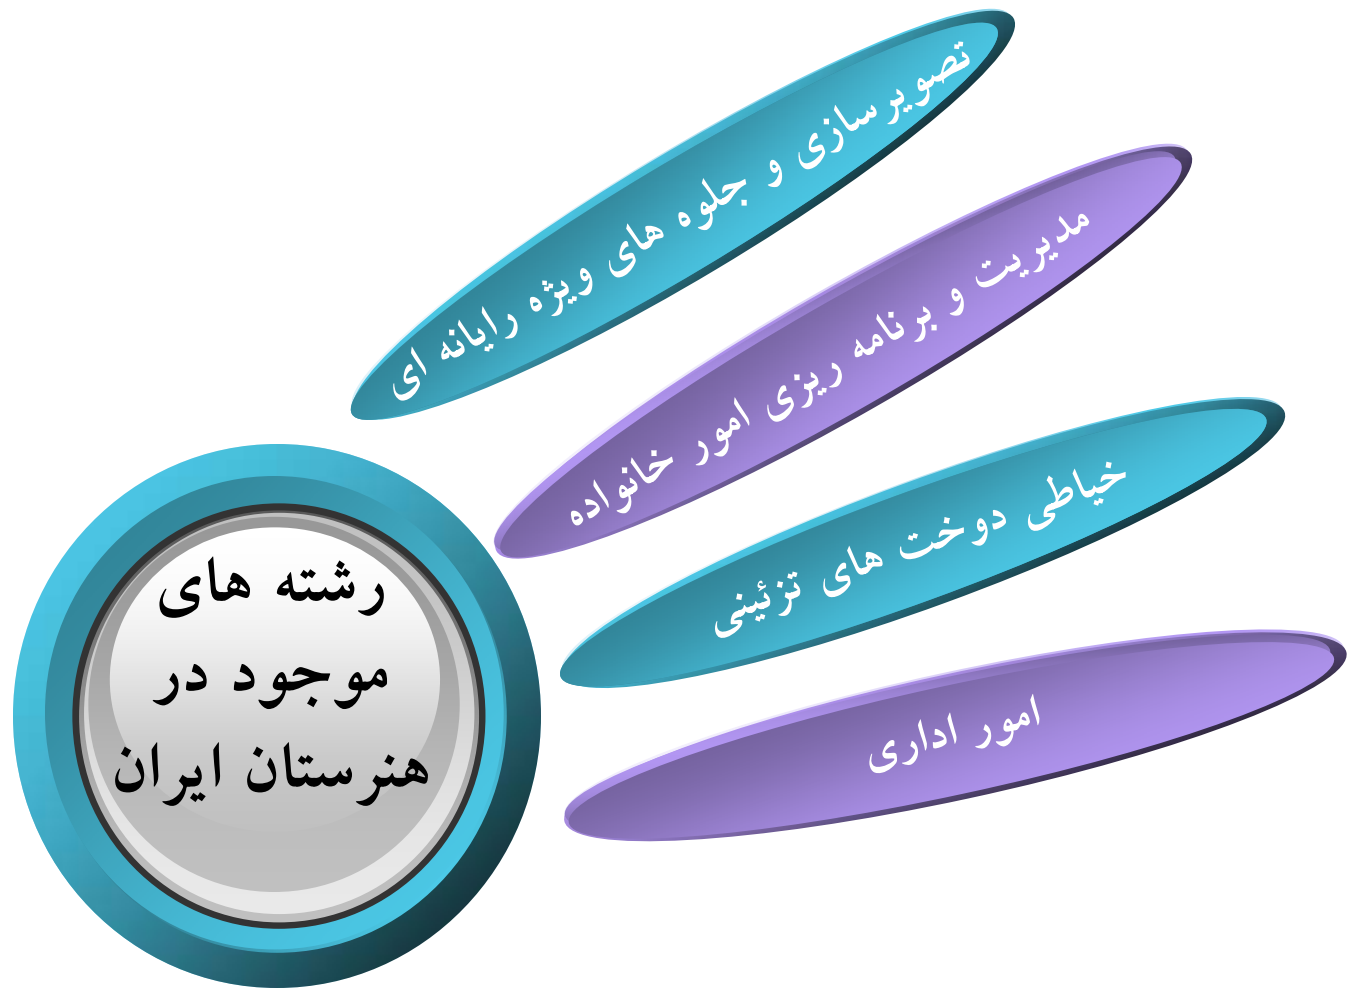 تصویرسازی و جلوه های ویژه رایانه ای
مدیریت و برنامه ریزی امور خانواده
خیاطی دوخت های تزئینی
امور اداری
رشته های
موجود در
هنرستان ایران